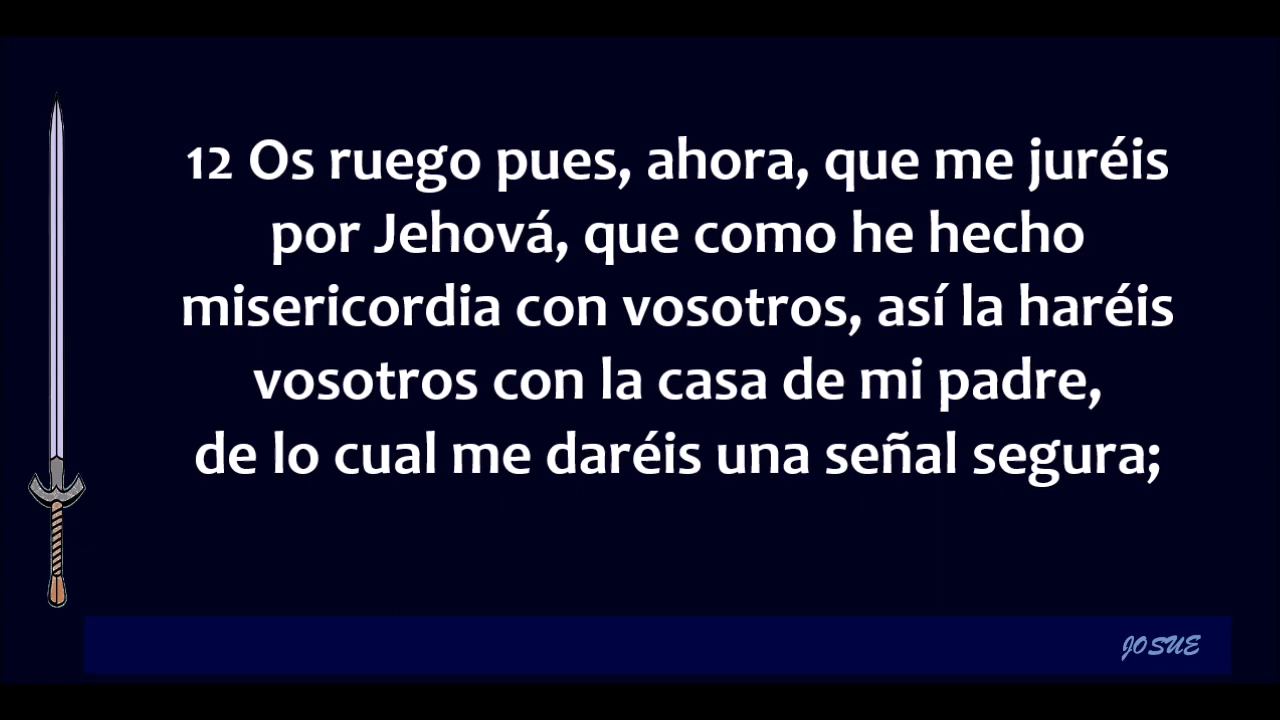 12 Os ruego pues, ahora, que me juréis
por Jehová, que como he hecho
misericordia con vosotros, así la haréis
vosotros con la casa de mi padre,
de lo cual me daréis una señal segura;
JOSUE